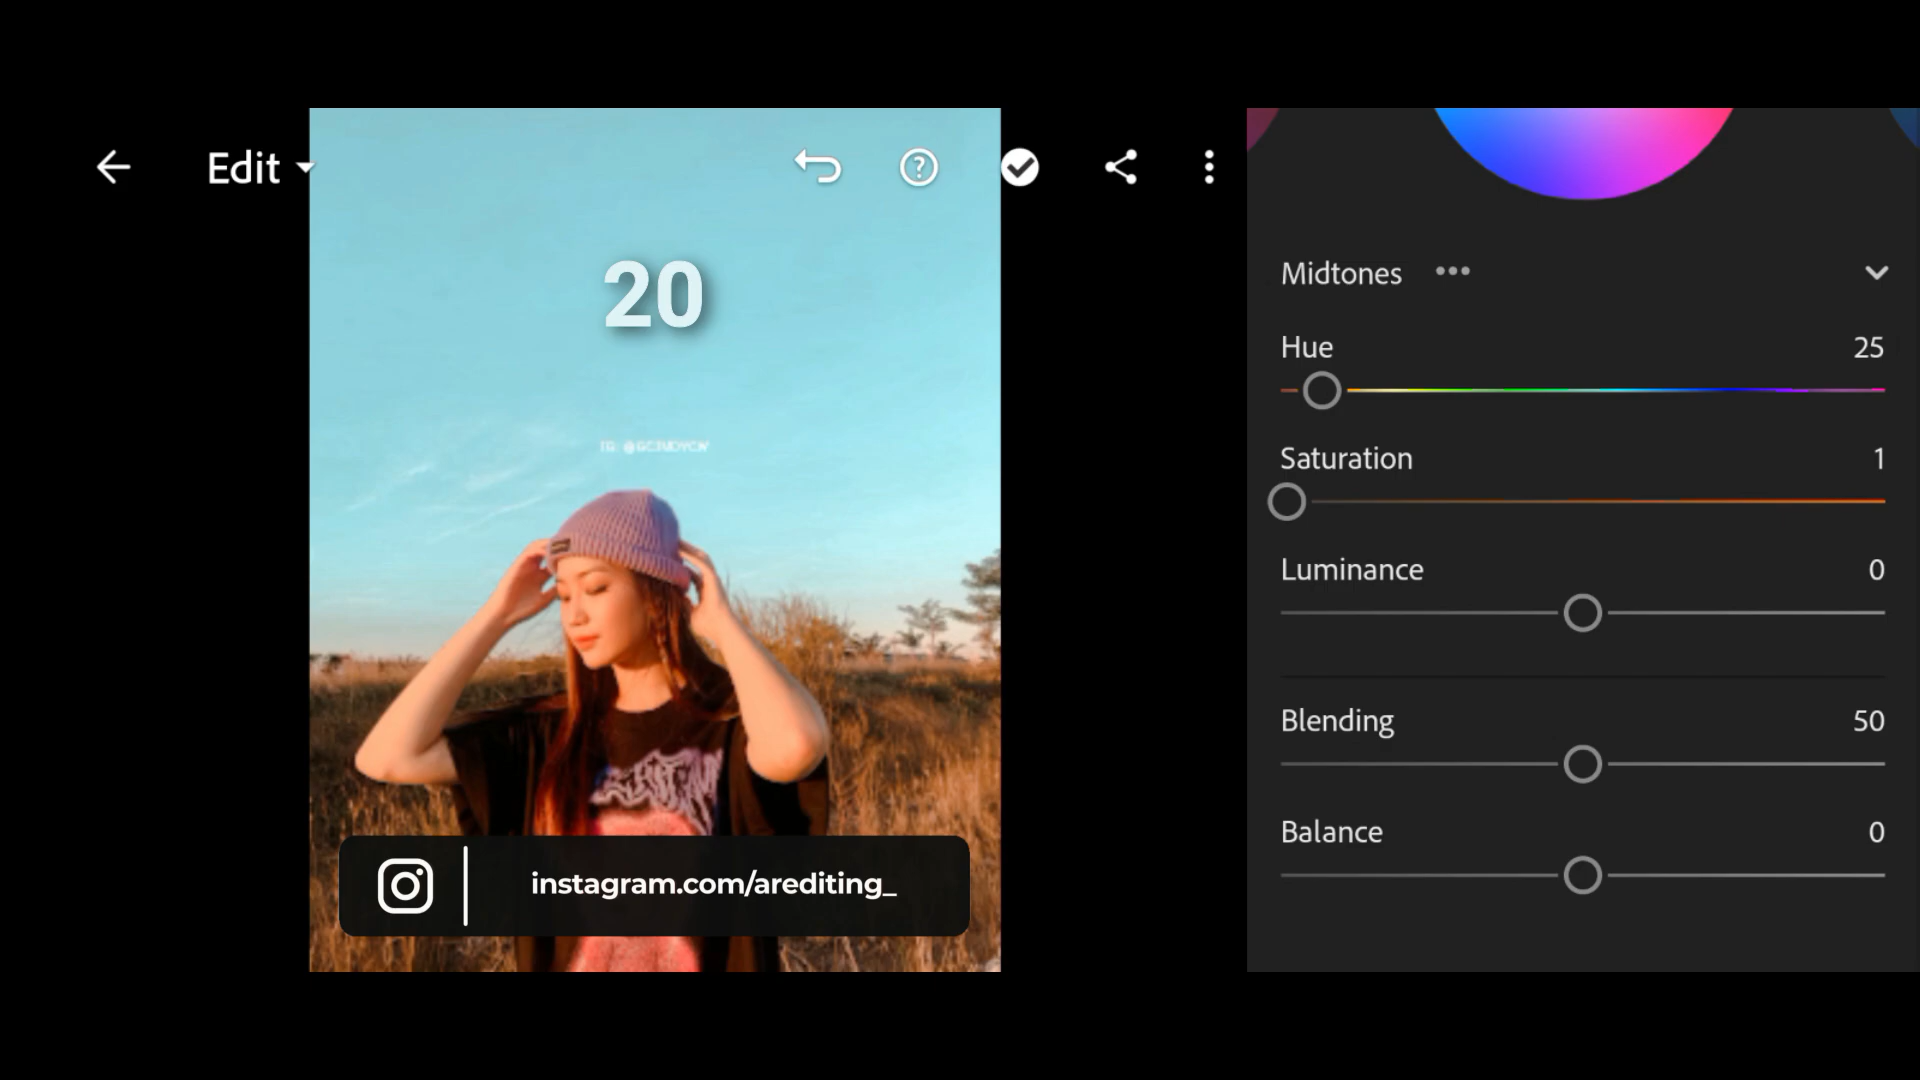 Edit
20
instagram.com/arediting_
Midtones
Hue 25
Saturation 1
Luminance 0
Blending 50
Balance 0